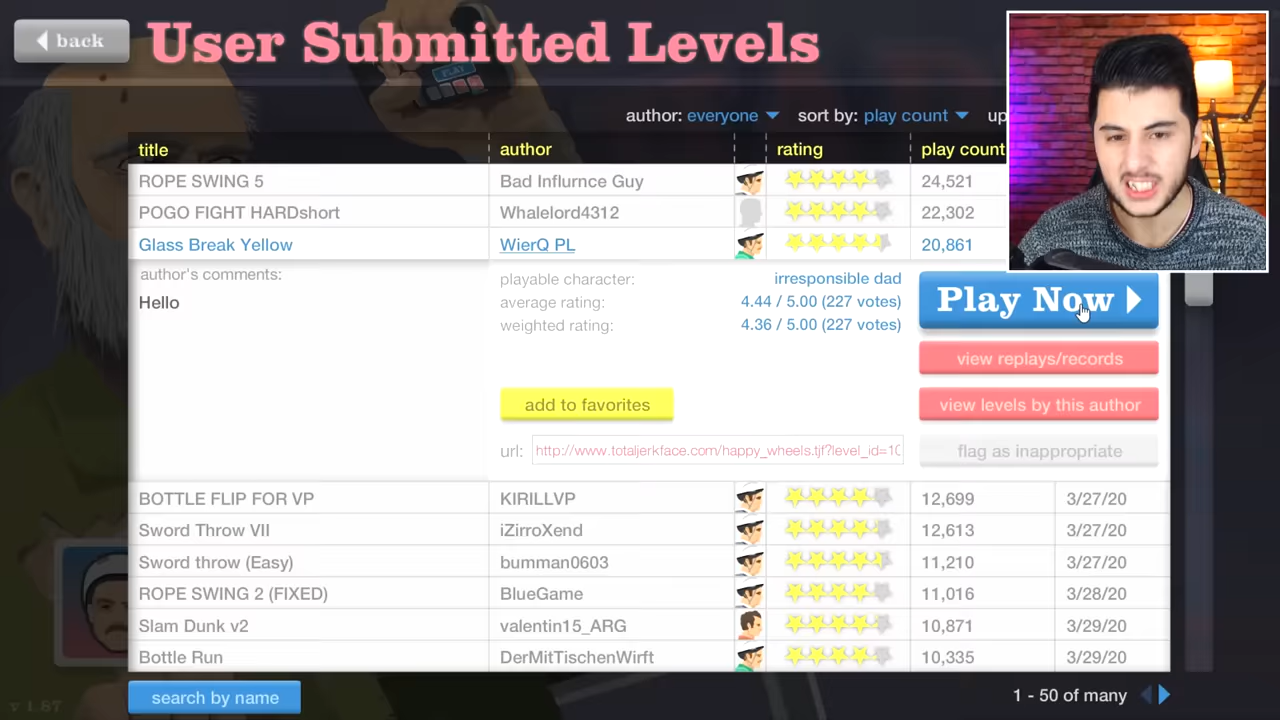 back
User Submitted Levels
author: everyone sort by: play count up
title author rating play count
ROPE SWING 5 Bad Influrnce Guy 24,521
POGO FIGHT HARDshort Whalelord4312 22,302
Glass Break Yellow WierQ PL 20,861
author's comments:
Hello
playable character: irresponsible dad
average rating: 4.44 / 5.00 (227 votes)
weighted rating: 4.36 / 5.00 (227 votes)
Play Now
view replays/records
add to favorites
view levels by this author
url: http://www.totaljerkface.com/happy_wheels.tjf?level_id=10
flag as inappropriate
BOTTLE FLIP FOR VP KIRILLVP 12,699 3/27/20
Sword Throw VII iZirroXend 12,613 3/27/20
Sword throw (Easy) bumman0603 11,210 3/27/20
ROPE SWING 2 (FIXED) BlueGame 11,016 3/28/20
Slam Dunk v2 valentin15_ARG 10,871 3/29/20
Bottle Run DerMitTischenWirft 10,335 3/29/20
v 1.87
search by name
1 - 50 of many